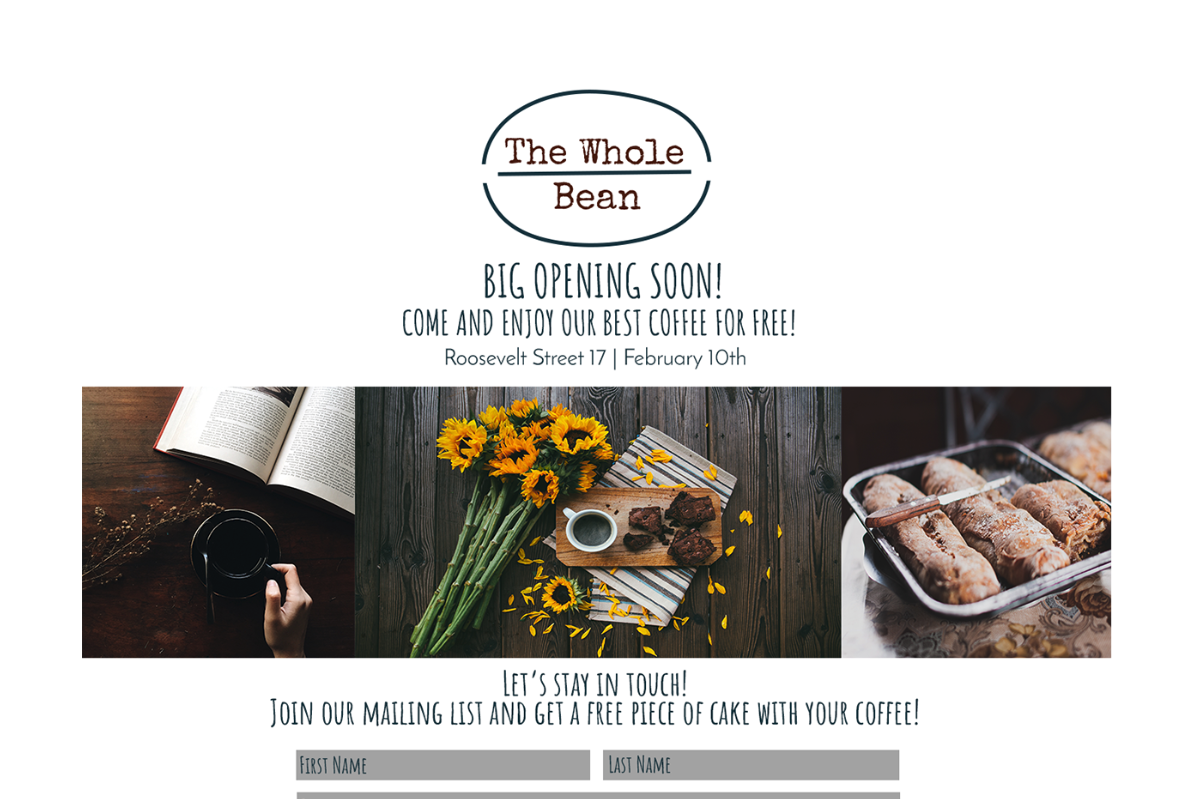 The Whole
Bean
BIG OPENING SOON!
COME AND ENJOY OUR BEST COFFEE FOR FREE!
Roosevelt Street 17 | February 10th
LET'S STAY IN TOUCH!
JOIN OUR MAILING LIST AND GET A FREE PIECE OF CAKE WITH YOUR COFFEE!
FIRST NAME
LAST NAME